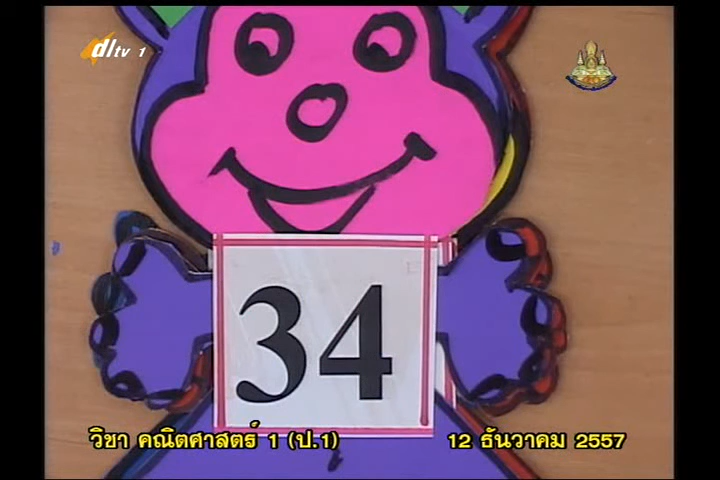 dltv 1
34
วิชา คณิตศาสตร์ 1 (ป.1)
12 ธันวาคม 2557